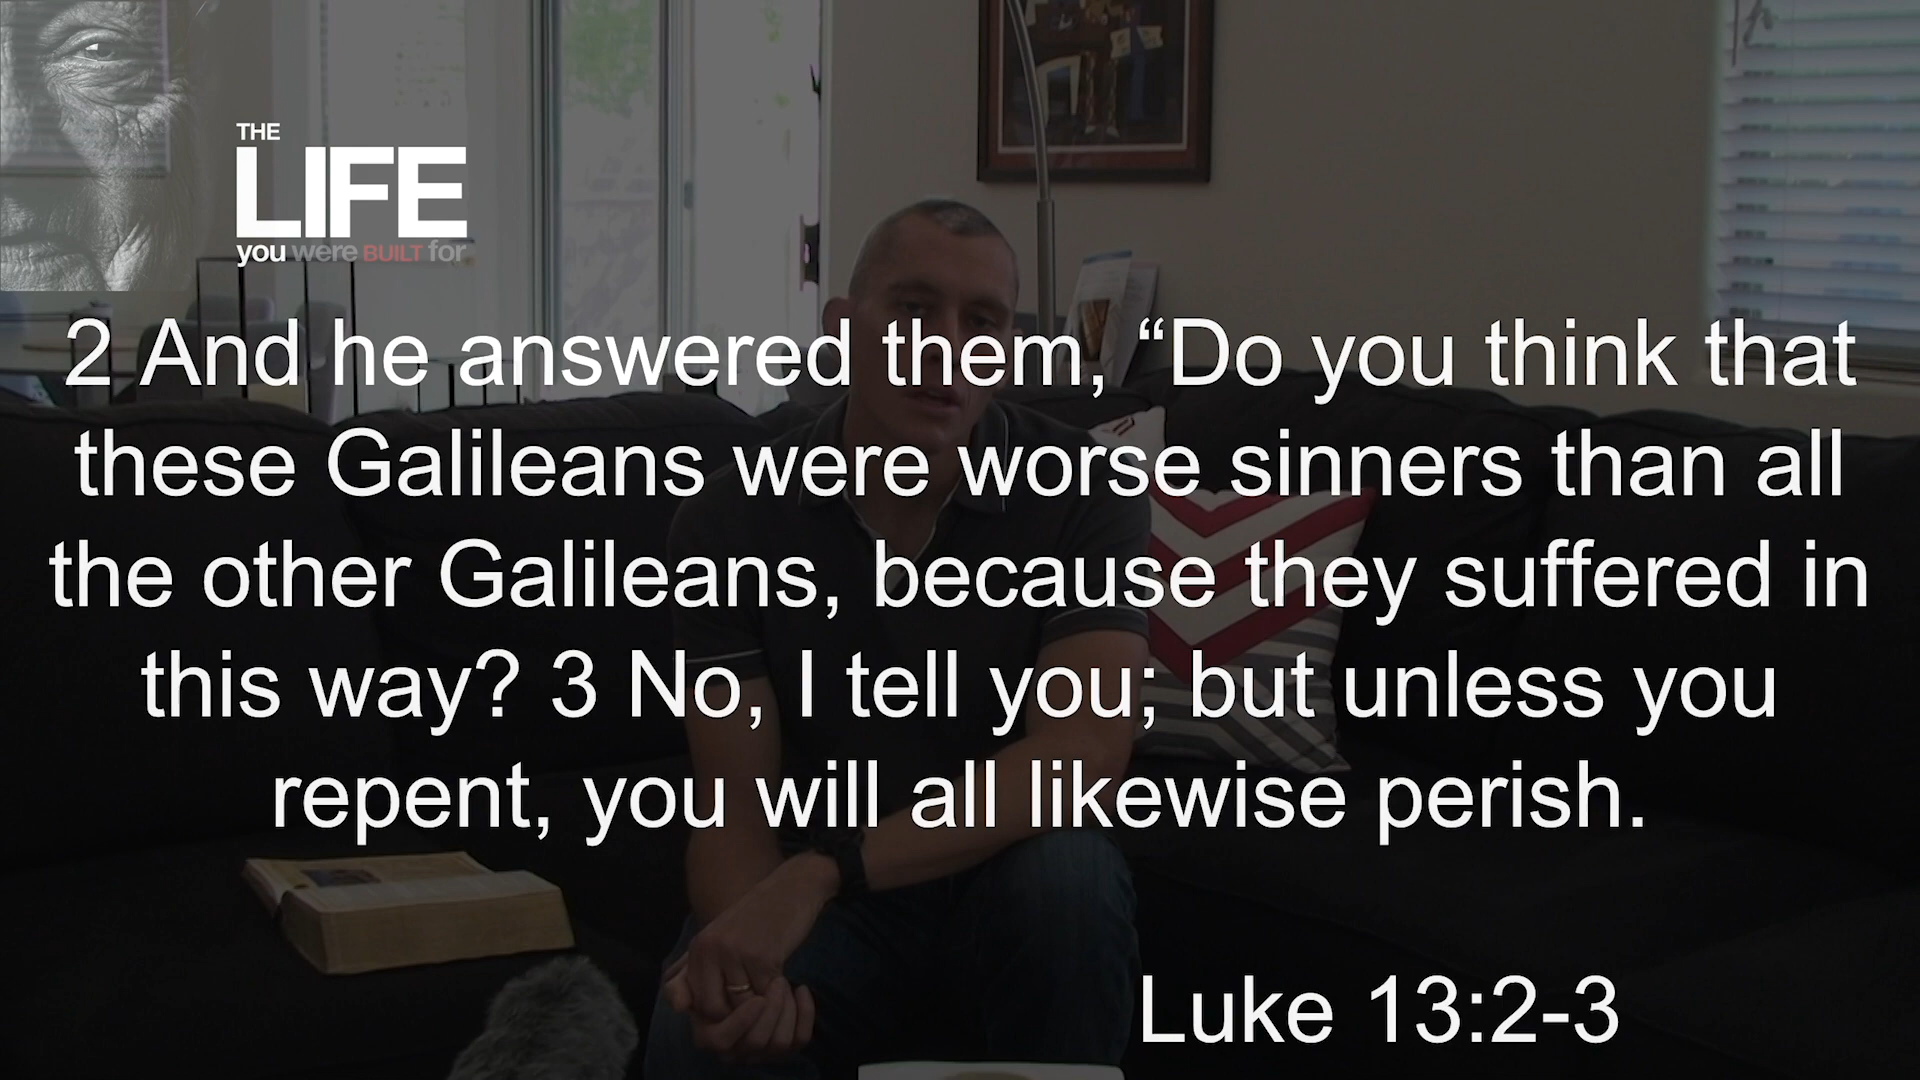 THE
LIFE
you were BUILT for
2 And he answered them, “Do you think that
these Galileans were worse sinners than all
the other Galileans, because they suffered in
this way? 3 No, I tell you; but unless you
repent, you will all likewise perish.
Luke 13:2-3